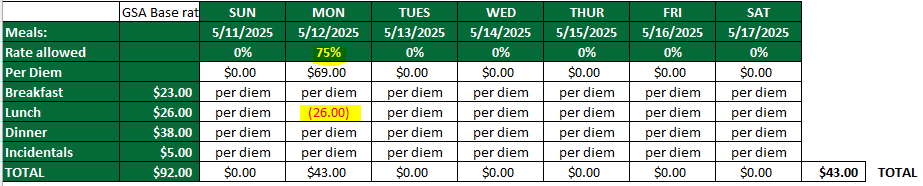 GSA Base rat SUN MON TUES WED THUR FRI SAT
Meals: 5/11/2025 5/12/2025 5/13/2025 5/14/2025 5/15/2025 5/16/2025 5/17/2025
Rate allowed 0% 75% 0% 0% 0% 0% 0%
Per Diem $0.00 $69.00 $0.00 $0.00 $0.00 $0.00 $0.00
Breakfast $23.00 per diem per diem per diem per diem per diem per diem per diem
Lunch $26.00 per diem (26.00) per diem per diem per diem per diem per diem
Dinner $38.00 per diem per diem per diem per diem per diem per diem per diem
Incidentals $5.00 per diem per diem per diem per diem per diem per diem per diem
TOTAL $92.00 $0.00 $43.00 $0.00 $0.00 $0.00 $0.00 $0.00 $43.00 TOTAL